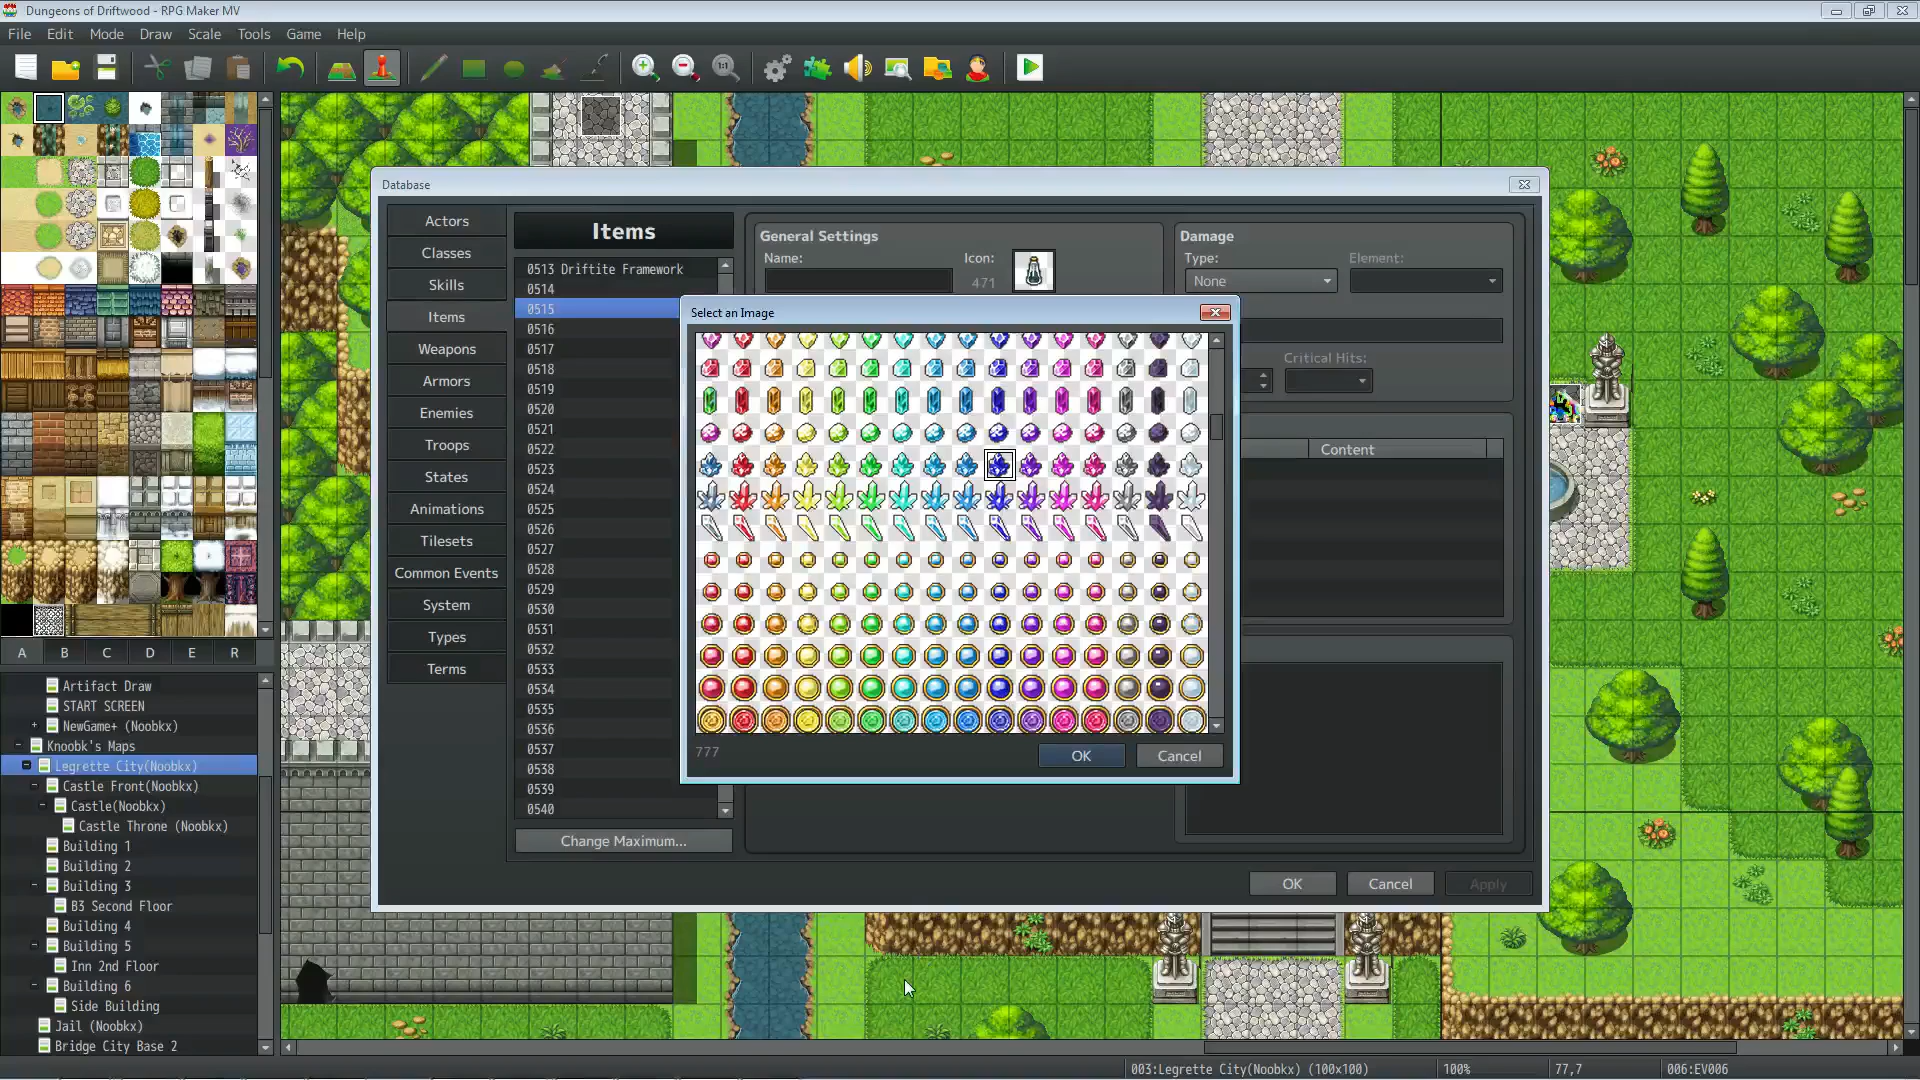 Dungeons of Driftwood - RPG Maker MV
File Edit Mode Draw Scale Tools Game Help
1:1
Database
Actors
Classes
Skills
Items
Weapons
Armors
Enemies
Troops
States
Animations
Tilesets
Common Events
System
Types
Terms
Items
0513 Driftite Framework
0514
0515
0516
0517
0518
0519
0520
0521
0522
0523
0524
0525
0526
0527
0528
0529
0530
0531
0532
0533
0534
0535
0536
0537
0538
0539
0540
Change Maximum...
General Settings
Name:
Icon:
471
Damage
Type:
Element:
None
Critical Hits:
Content
Select an Image
777
OK Cancel
OK Cancel Apply
A B C D E R
Artifact Draw
START SCREEN
NewGame+ (Noobkx)
Knoobk's Maps
Legrette City(Noobkx)
Castle Front(Noobkx)
Castle(Noobkx)
Castle Throne (Noobkx)
Building 1
Building 2
Building 3
B3 Second Floor
Building 4
Building 5
Inn 2nd Floor
Building 6
Side Building
Jail (Noobkx)
Bridge City Base 2
003:Legrette City(Noobkx) (100x100) 100% 77,7 006:EV006